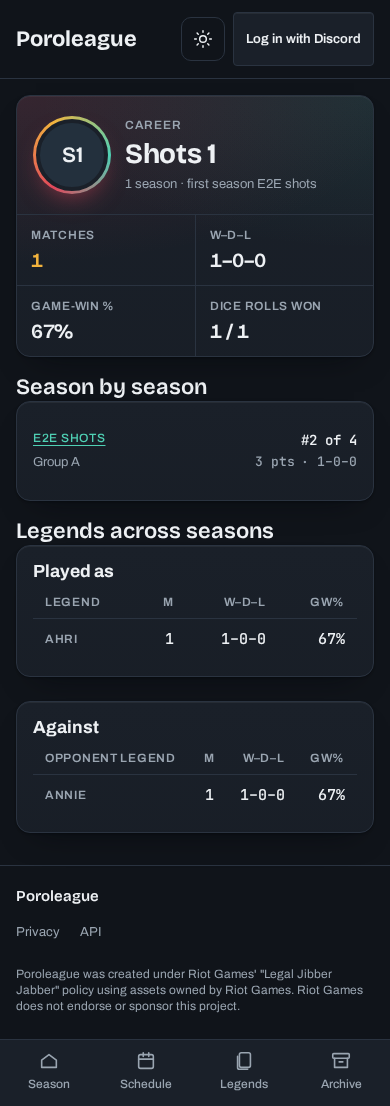 Poroleague
Log in with Discord
S1
CAREER
Shots 1
1 season · first season E2E shots
MATCHES
1
W–D–L
1–0–0
GAME-WIN %
67%
DICE ROLLS WON
1 / 1
Season by season
E2E SHOTS
#2 of 4
Group A
3 pts · 1-0-0
Legends across seasons
Played as
LEGEND M W–D–L GW%
AHRI 1 1-0-0 67%
Against
OPPONENT LEGEND M W–D–L GW%
ANNIE 1 1-0-0 67%
Poroleague
Privacy API
Poroleague was created under Riot Games' "Legal Jibber
Jabber" policy using assets owned by Riot Games. Riot Games
does not endorse or sponsor this project.
Season Schedule Legends Archive